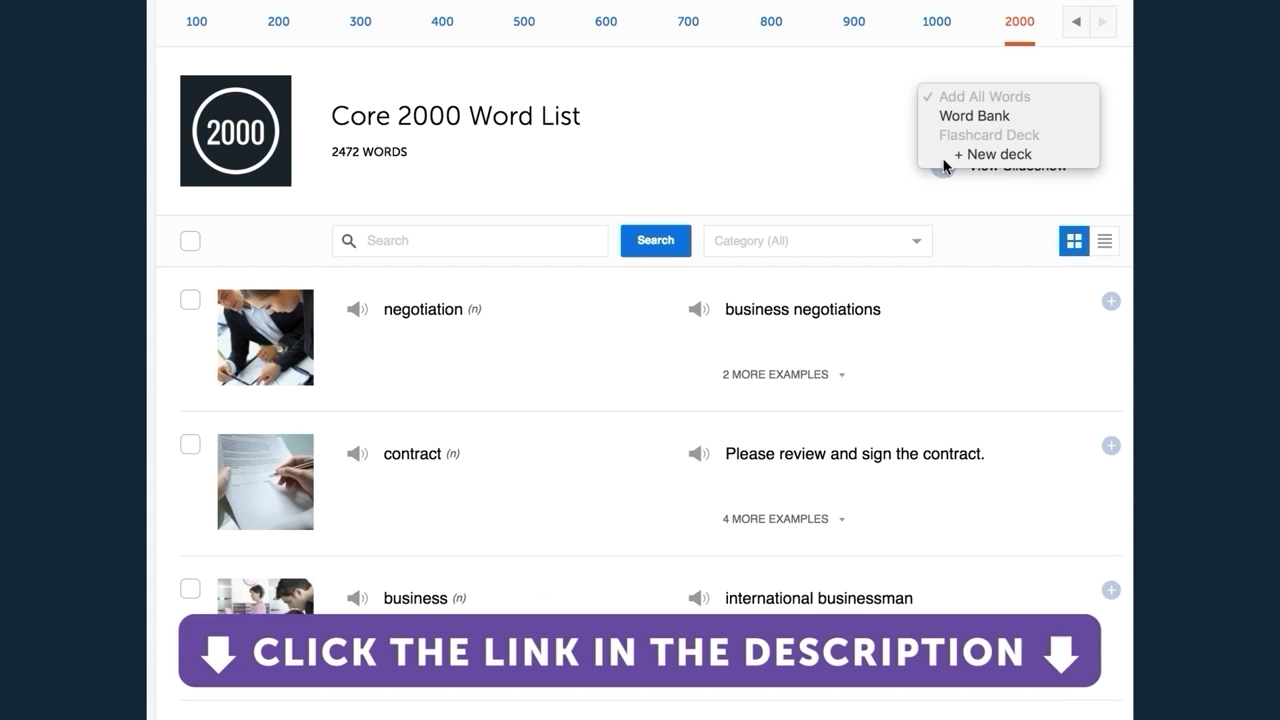 100 200 300 400 500 600 700 800 900 1000 2000
2000
Core 2000 Word List
2472 WORDS
Add All Words
Word Bank
Flashcard Deck
+ New deck
View Slideshow
Search
Search
Category (All)
negotiation (n)
business negotiations
2 MORE EXAMPLES
contract (n)
Please review and sign the contract.
4 MORE EXAMPLES
business (n)
international businessman
CLICK THE LINK IN THE DESCRIPTION